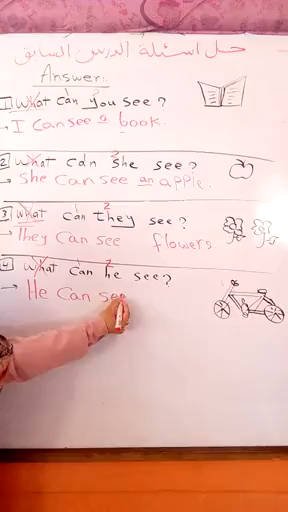 حل اسئلة الدرس السابق
Answer:
1 What can you see?
→ I can see a book.
2 What can she see?
→ She can see an apple.
3 What can they see?
→ They can see flowers
4 What can he see?
→ He can see